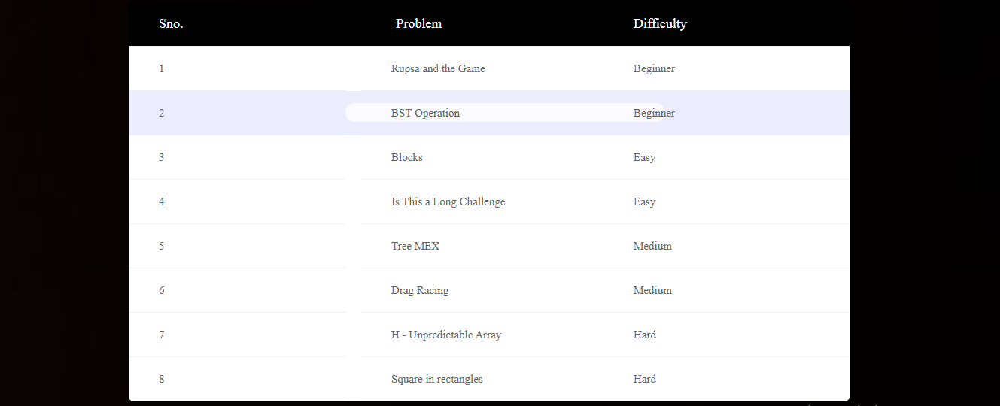 Sno. Problem Difficulty
1 Rupsa and the Game Beginner
2 BST Operation Beginner
3 Blocks Easy
4 Is This a Long Challenge Easy
5 Tree MEX Medium
6 Drag Racing Medium
7 H - Unpredictable Array Hard
8 Square in rectangles Hard